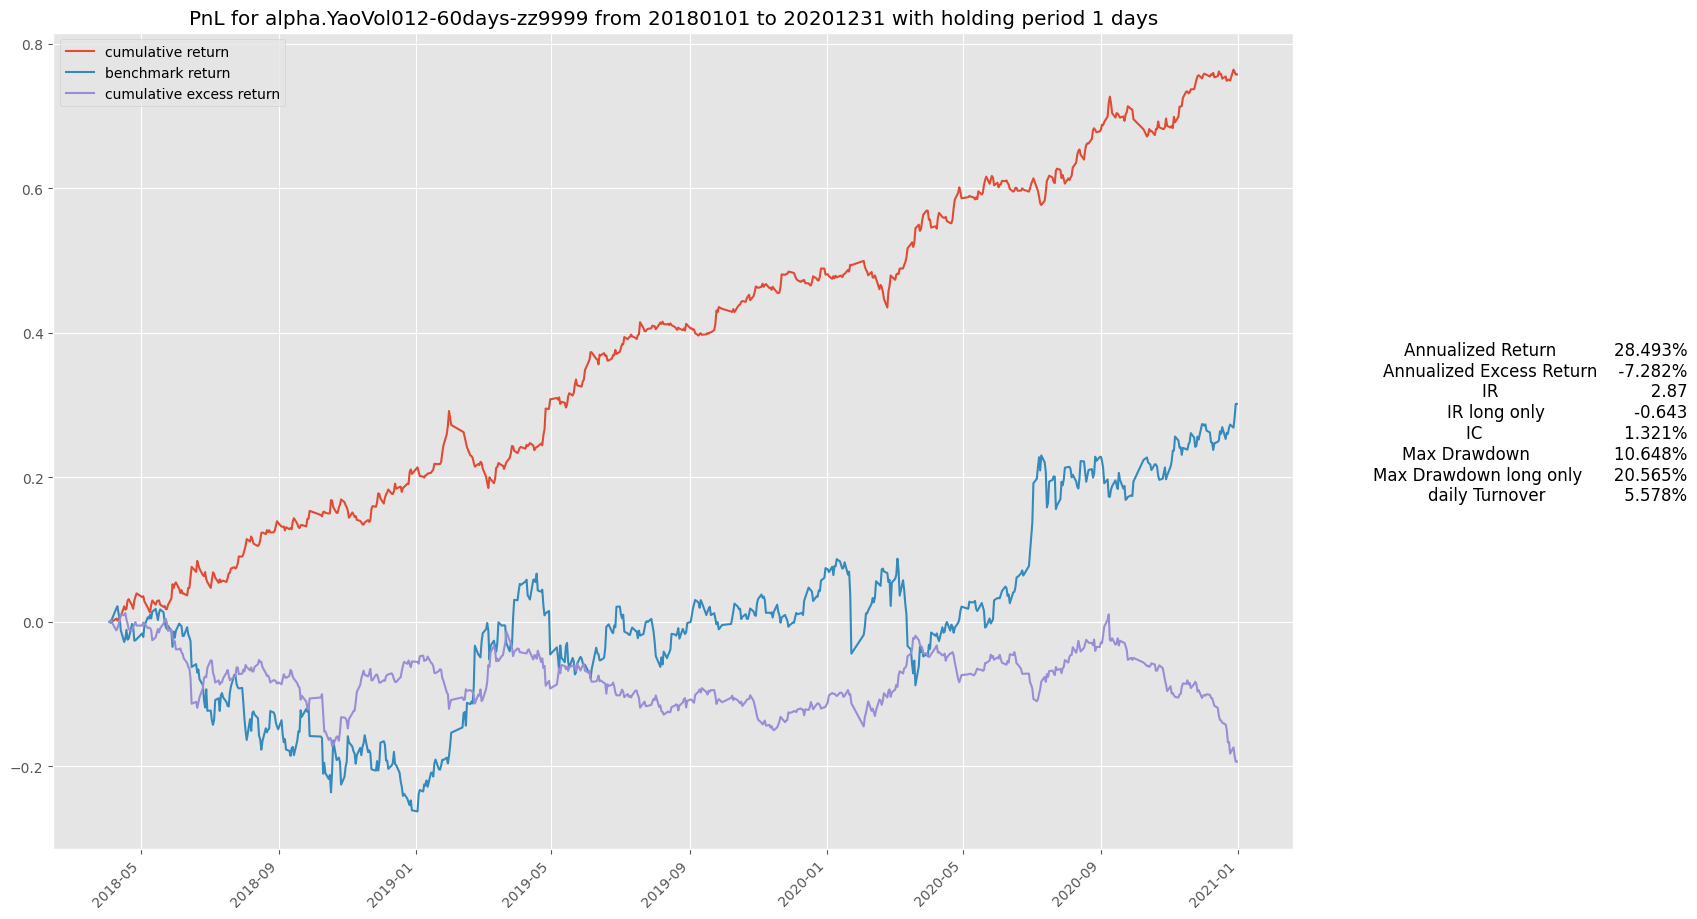 PnL for alpha.YaoVol012-60days-zz9999 from 20180101 to 20201231 with holding period 1 days
cumulative return
benchmark return
cumulative excess return
0.8
0.6
0.4
0.2
0.0
−0.2
2018-05
2018-09
2019-01
2019-05
2019-09
2020-01
2020-05
2020-09
2021-01
Annualized Return 28.493%
Annualized Excess Return -7.282%
IR 2.87
IR long only -0.643
IC 1.321%
Max Drawdown 10.648%
Max Drawdown long only 20.565%
daily Turnover 5.578%